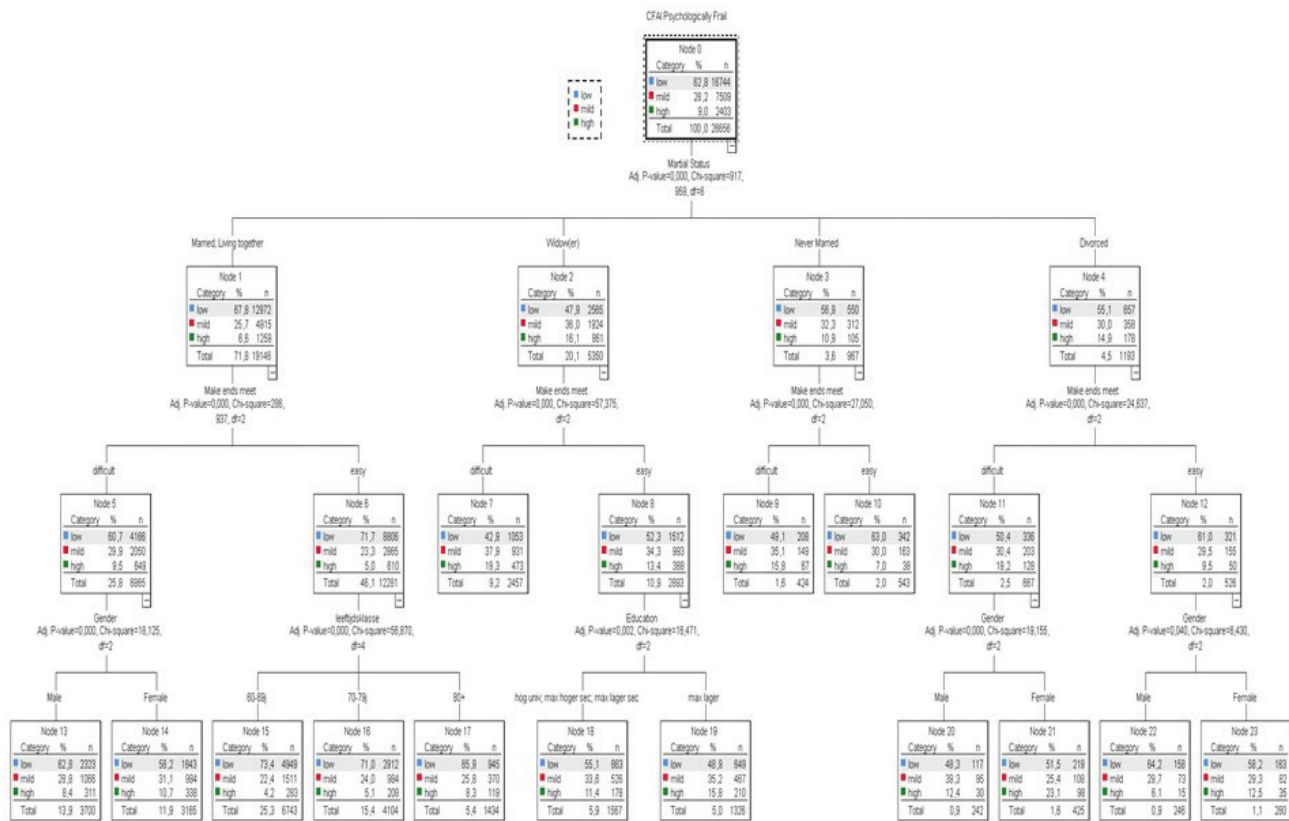 CFAI Psychologically Frail
Node 0
Category % n
low 62,8 16744
mild 28,2 7509
high 9,0 2403
Total 100,0 26656
low
mild
high
Martial Status
Adj. P-value=0,000, Chi-square=917,
959, df=6
Married, Living together
Node 1
Category % n
low 67,8 12972
mild 25,7 4915
high 6,6 1259
Total 71,8 19146
Make ends meet
Adj. P-value=0,000, Chi-square=286,
937, df=2
Widow(er)
Node 2
Category % n
low 47,9 2565
mild 36,0 1924
high 16,1 861
Total 20,1 5350
Make ends meet
Adj. P-value=0,000, Chi-square=57,375,
df=2
Never Married
Node 3
Category % n
low 56,9 550
mild 32,3 312
high 10,9 105
Total 3,6 967
Make ends meet
Adj. P-value=0,000, Chi-square=27,050,
df=2
Divorced
Node 4
Category % n
low 55,1 657
mild 30,0 358
high 14,9 178
Total 4,5 1193
Make ends meet
Adj. P-value=0,000, Chi-square=24,637,
df=2
difficult
Node 5
Category % n
low 60,7 4166
mild 29,9 2050
high 9,5 649
Total 25,8 6865
Gender
Adj. P-value=0,000, Chi-square=18,125,
df=2
easy
Node 6
Category % n
low 71,7 8806
mild 23,3 2865
high 5,0 610
Total 46,1 12281
leeftijdsklasse
Adj. P-value=0,000, Chi-square=56,870,
df=4
difficult
Node 7
Category % n
low 42,9 1053
mild 37,9 931
high 19,3 473
Total 9,2 2457
easy
Node 8
Category % n
low 52,3 1512
mild 34,3 993
high 13,4 388
Total 10,9 2893
Education
Adj. P-value=0,002, Chi-square=16,471,
df=2
difficult
Node 9
Category % n
low 49,1 208
mild 35,1 149
high 15,8 67
Total 1,6 424
easy
Node 10
Category % n
low 63,0 342
mild 30,0 163
high 7,0 38
Total 2,0 543
difficult
Node 11
Category % n
low 50,4 336
mild 30,4 203
high 19,2 128
Total 2,5 667
Gender
Adj. P-value=0,000, Chi-square=19,155,
df=2
easy
Node 12
Category % n
low 61,0 321
mild 29,5 155
high 9,5 50
Total 2,0 526
Gender
Adj. P-value=0,040, Chi-square=6,430,
df=2
Male
Node 13
Category % n
low 62,8 2323
mild 28,8 1066
high 8,4 311
Total 13,9 3700
Female
Node 14
Category % n
low 58,2 1843
mild 31,1 984
high 10,7 338
Total 11,9 3165
60-69j
Node 15
Category % n
low 73,4 4949
mild 22,4 1511
high 4,2 283
Total 25,3 6743
70-79j
Node 16
Category % n
low 71,0 2912
mild 24,0 984
high 5,1 208
Total 15,4 4104
80+
Node 17
Category % n
low 65,9 945
mild 25,8 370
high 8,3 119
Total 5,4 1434
hog univ; max hoger sec; max lager sec
Node 18
Category % n
low 55,1 863
mild 33,6 526
high 11,4 178
Total 5,9 1567
max lager
Node 19
Category % n
low 48,9 649
mild 35,2 467
high 15,8 210
Total 5,0 1326
Male
Node 20
Category % n
low 48,3 117
mild 39,3 95
high 12,4 30
Total 0,9 242
Female
Node 21
Category % n
low 51,5 219
mild 25,4 108
high 23,1 98
Total 1,6 425
Male
Node 22
Category % n
low 64,2 158
mild 29,7 73
high 6,1 15
Total 0,9 246
Female
Node 23
Category % n
low 58,2 163
mild 29,3 82
high 12,5 35
Total 1,1 280